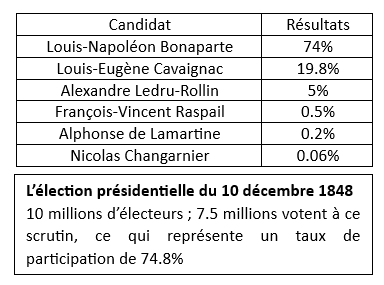 Candidat Résultats
Louis-Napoléon Bonaparte 74%
Louis-Eugène Cavaignac 19.8%
Alexandre Ledru-Rollin 5%
François-Vincent Raspail 0.5%
Alphonse de Lamartine 0.2%
Nicolas Changarnier 0.06%
L’élection présidentielle du 10 décembre 1848
10 millions d’électeurs ; 7.5 millions votent à ce
scrutin, ce qui représente un taux de
participation de 74.8%